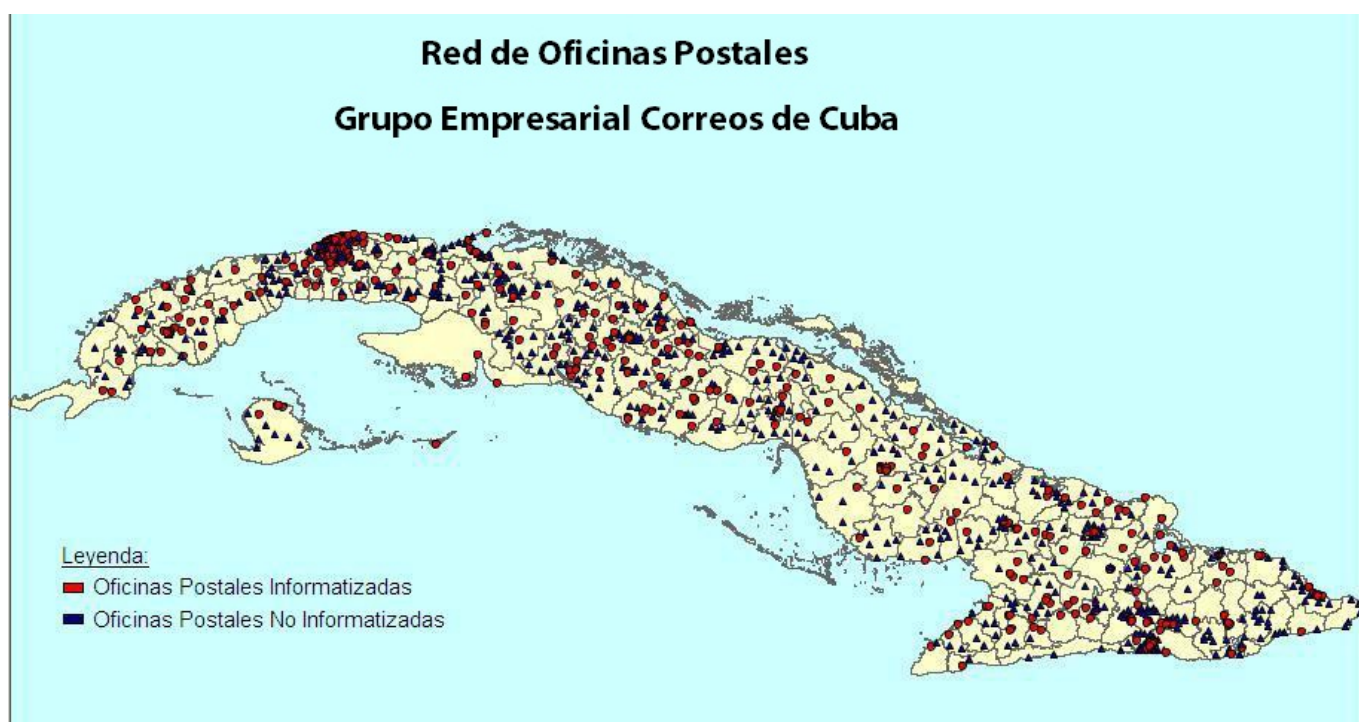 Red de Oficinas Postales
Grupo Empresarial Correos de Cuba
Leyenda:
Oficinas Postales Informatizadas
Oficinas Postales No Informatizadas